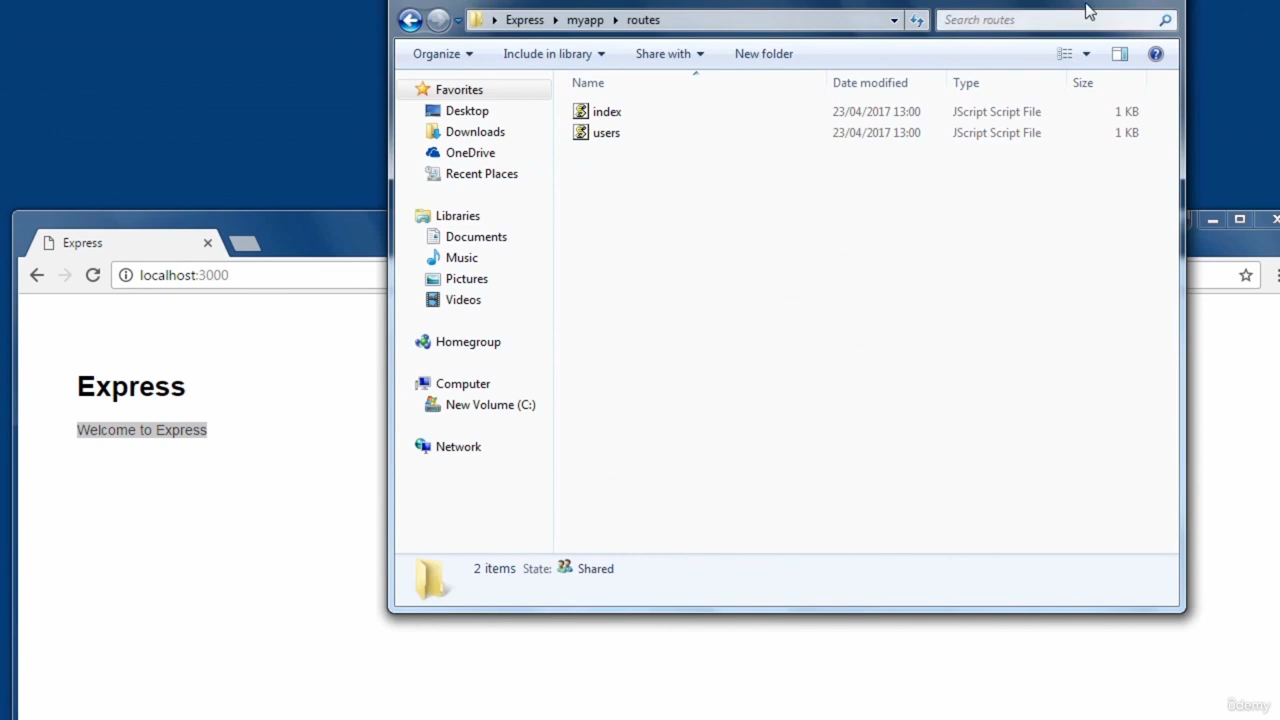 Express myapp routes
Search routes
Organize Include in library Share with New folder
Name Date modified Type Size
Favorites
Desktop
Downloads
OneDrive
Recent Places
Libraries
Documents
Music
Pictures
Videos
Homegroup
Computer
New Volume (C:)
Network
index 23/04/2017 13:00 JScript Script File 1 KB
users 23/04/2017 13:00 JScript Script File 1 KB
2 items State: Shared
Express
localhost:3000
Express
Welcome to Express
ûdemy